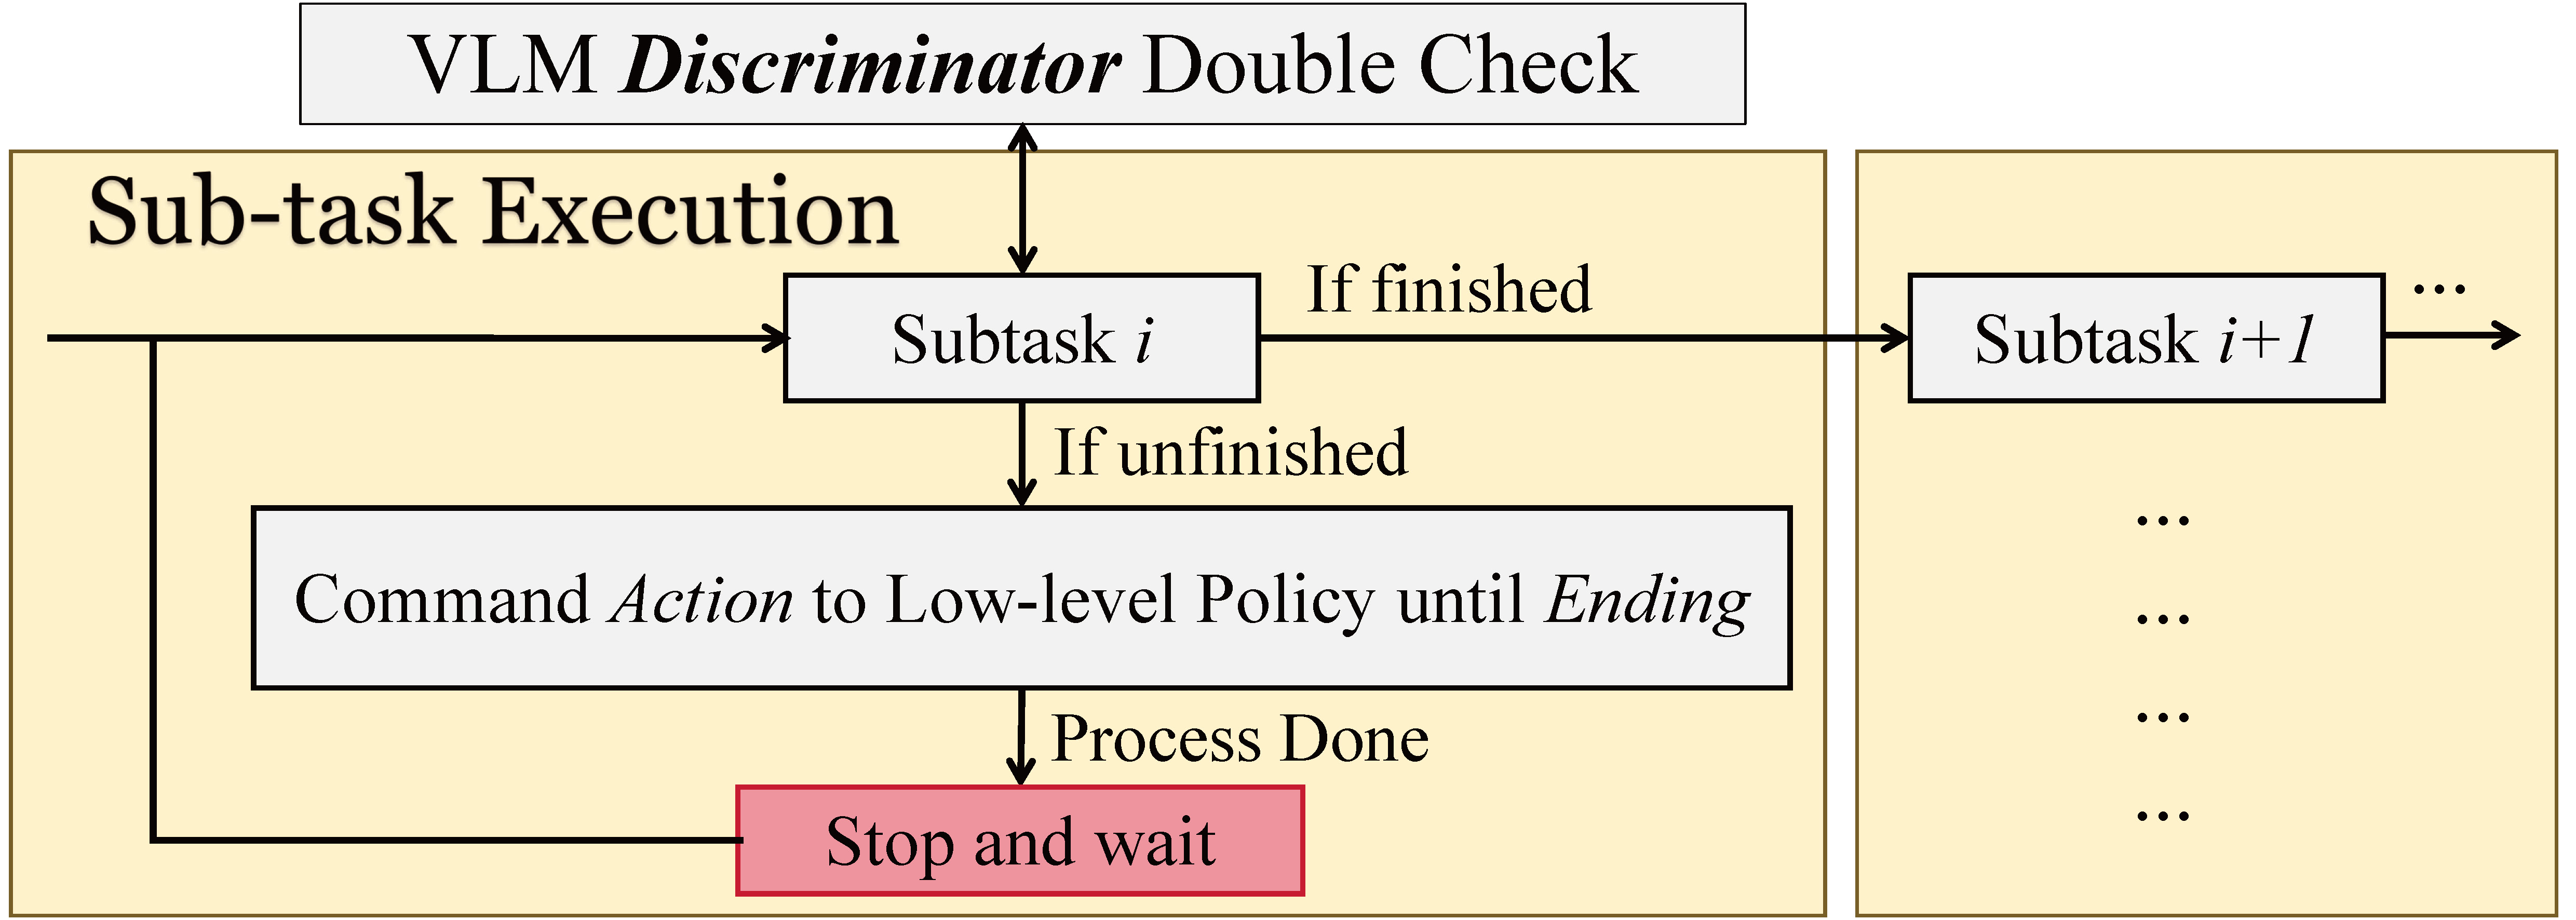 VLM Discriminator Double Check
Sub-task Execution
If finished
...
Subtask i
Subtask i+1
If unfinished
...
Command Action to Low-level Policy until Ending
...
Process Done
...
Stop and wait
...